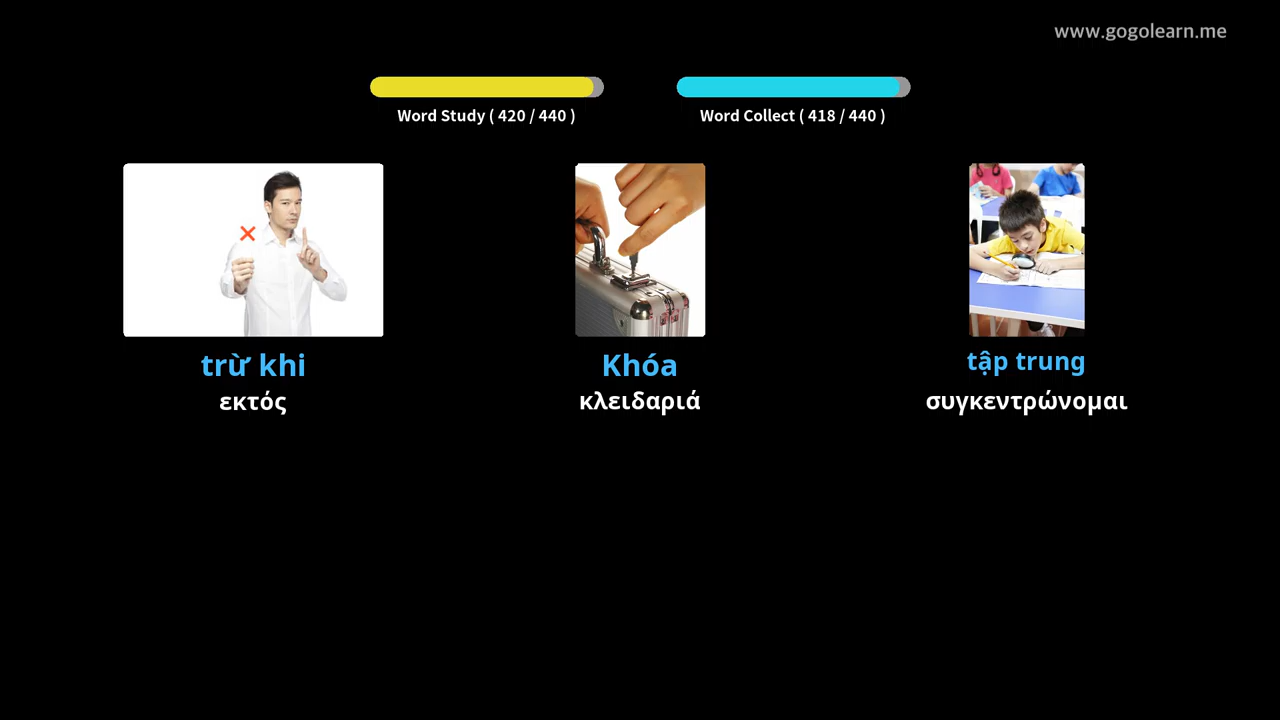 www.gogolearn.me
Word Study ( 420 / 440 )
Word Collect ( 418 / 440 )
trừ khi
εκτός
Khóa
κλειδαριά
tập trung
συγκεντρώνομαι